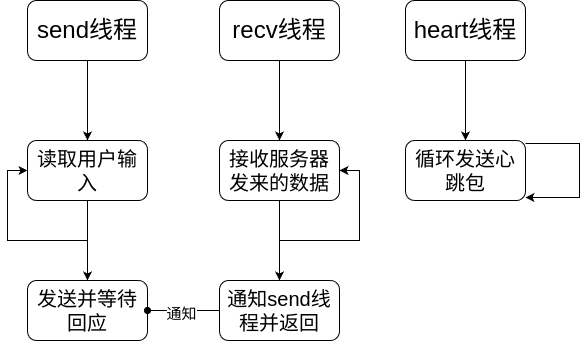 send线程
recv线程
heart线程
读取用户输
入
接收服务器
发来的数据
循环发送心
跳包
发送并等待
回应
通知
通知send线
程并返回